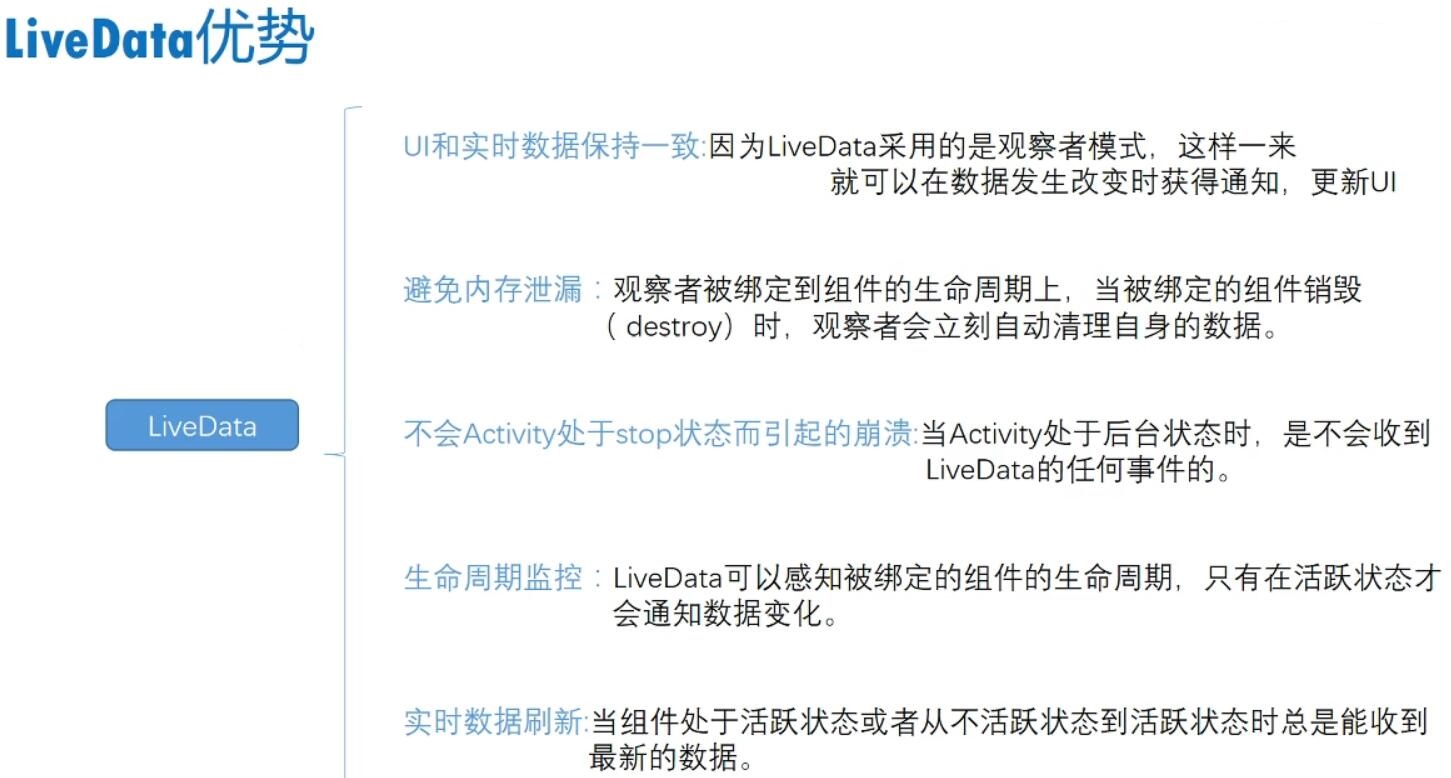 LiveData优势
UI和实时数据保持一致:因为LiveData采用的是观察者模式，这样一来
就可以在数据发生改变时获得通知，更新UI
避免内存泄漏：观察者被绑定到组件的生命周期上，当被绑定的组件销毁
（ destroy）时，观察者会立刻自动清理自身的数据。
LiveData
不会Activity处于stop状态而引起的崩溃:当Activity处于后台状态时，是不会收到
LiveData的任何事件的。
生命周期监控：LiveData可以感知被绑定的组件的生命周期，只有在活跃状态才
会通知数据变化。
实时数据刷新:当组件处于活跃状态或者从不活跃状态到活跃状态时总是能收到
最新的数据。